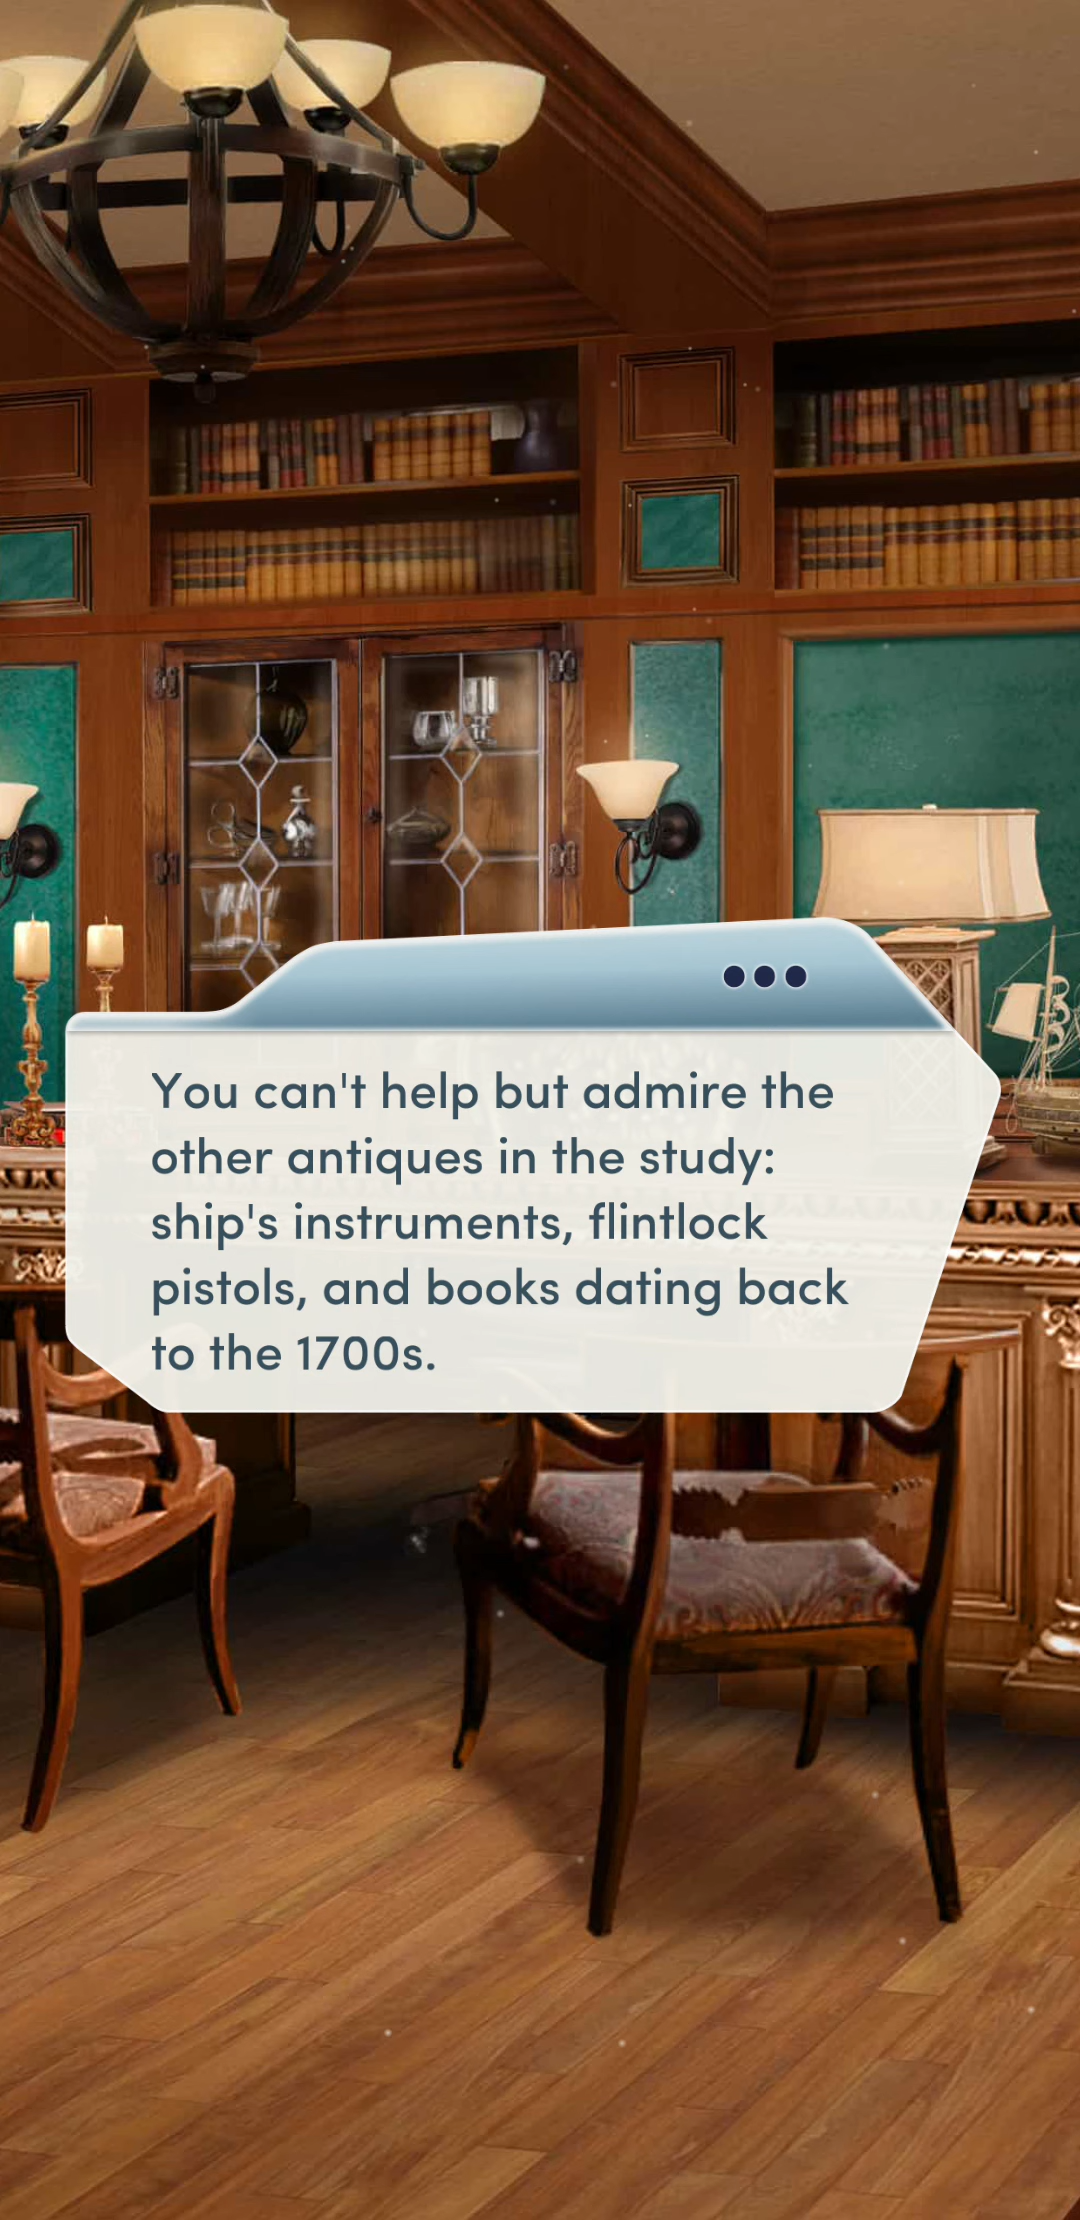 You can't help but admire the
other antiques in the study:
ship's instruments, flintlock
pistols, and books dating back
to the 1700s.